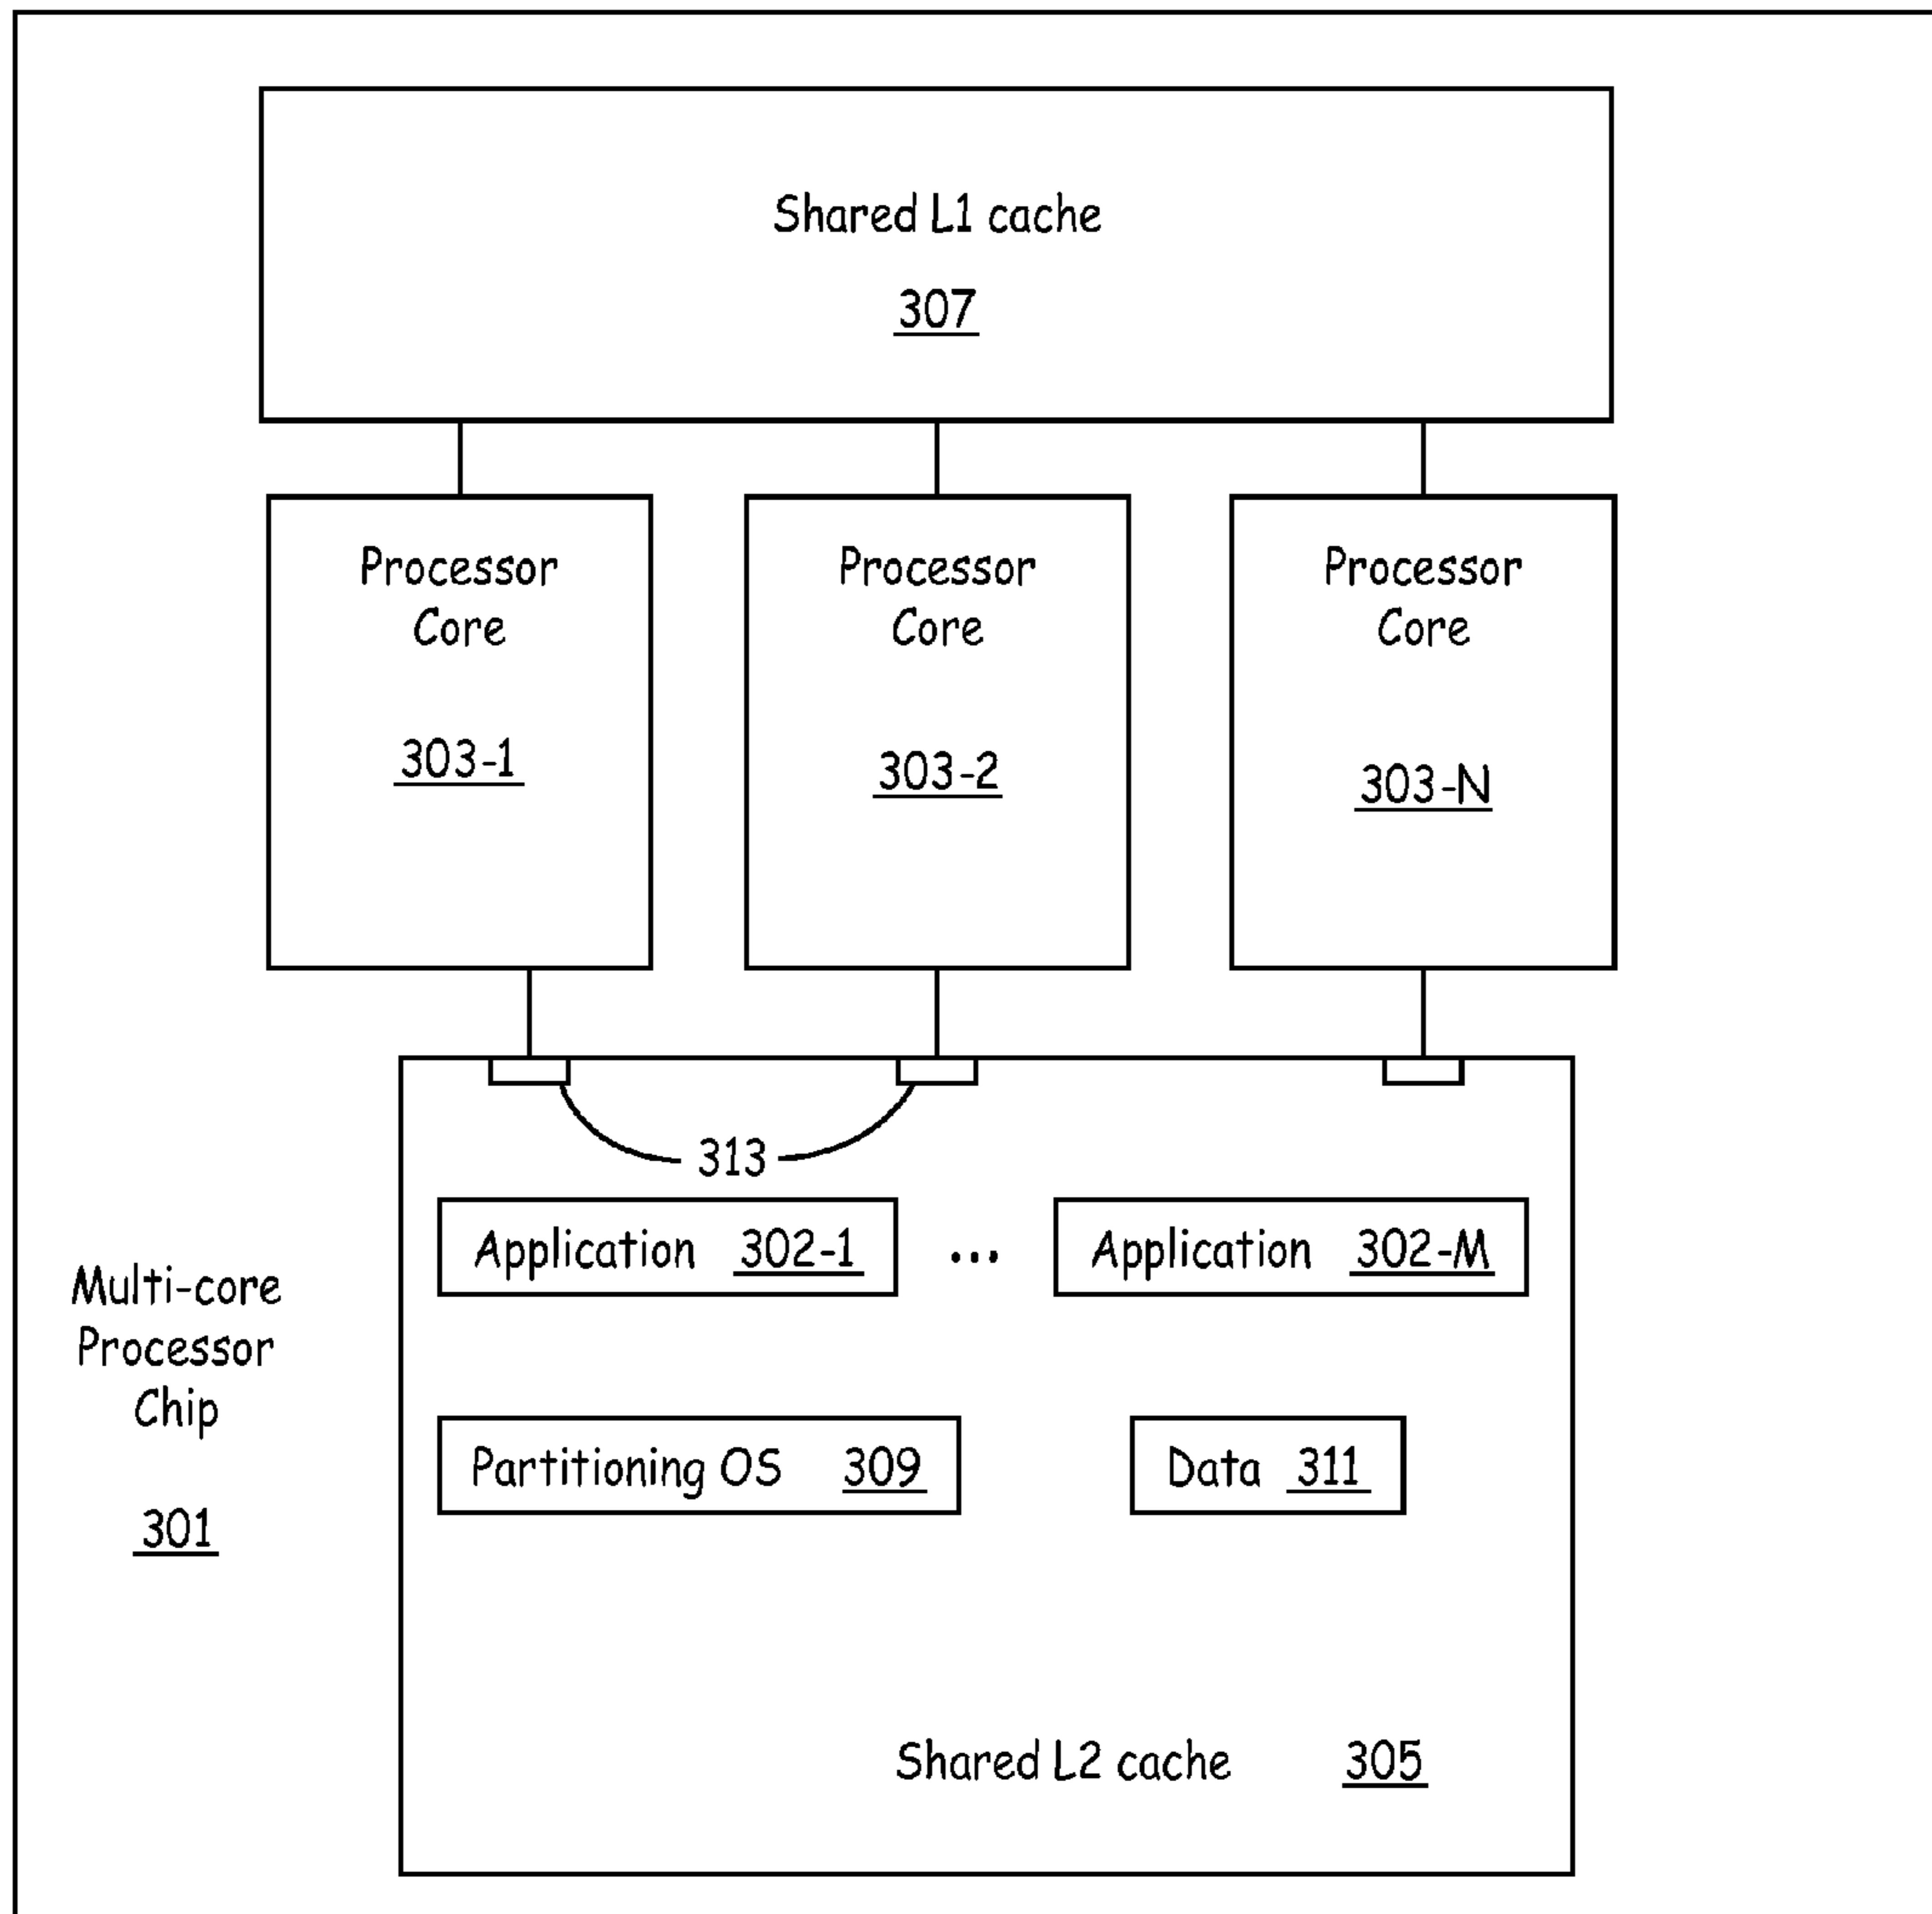 Shared L1 cache
307
Processor
Core
303-1
Processor
Core
303-2
Processor
Core
303-N
313
Application 302-1 ... Application 302-M
Multi-core
Processor
Chip
301
Partitioning OS 309
Data 311
Shared L2 cache 305